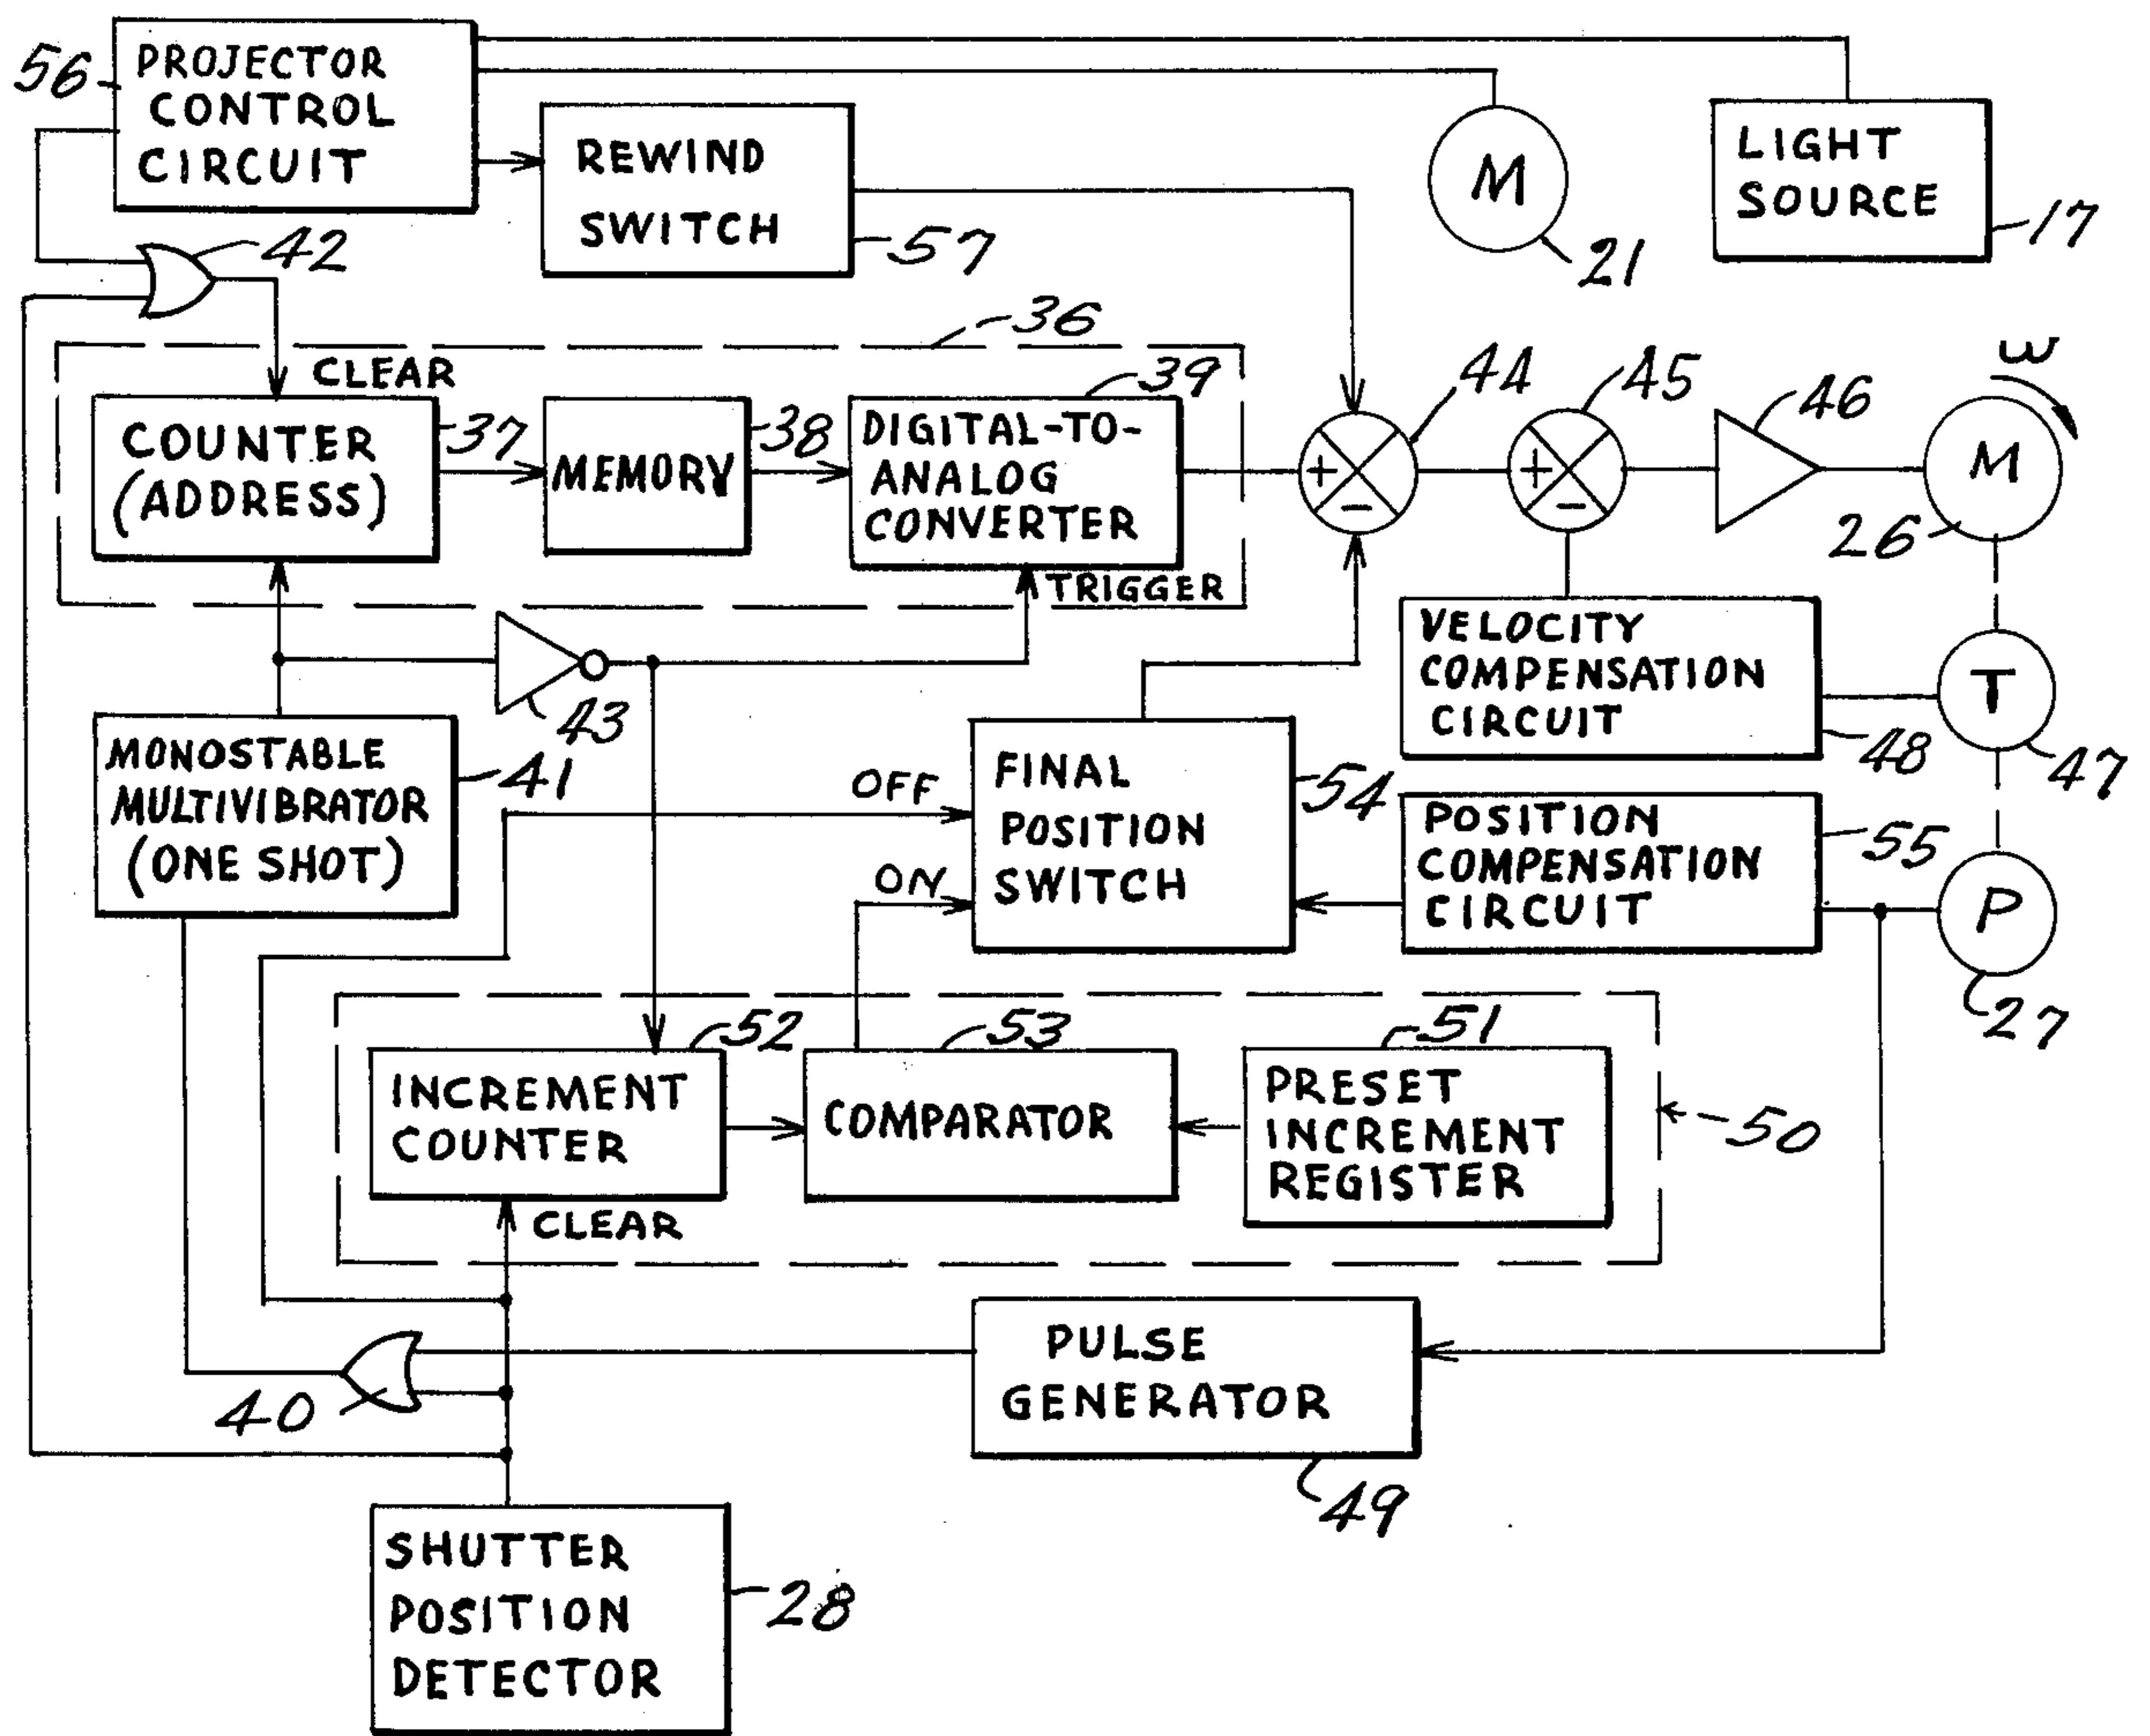 56
PROJECTOR
CONTROL
CIRCUIT
REWIND
SWITCH
57
M
21
LIGHT
SOURCE
17
42
36
CLEAR
COUNTER
(ADDRESS)
37
MEMORY
38
DIGITAL-TO-
ANALOG
CONVERTER
39
TRIGGER
+
−
44
+
−
45
46
ω
M
26
43
MONOSTABLE
MULTIVIBRATOR
(ONE SHOT)
41
OFF
ON
FINAL
POSITION
SWITCH
54
VELOCITY
COMPENSATION
CIRCUIT
48
T
47
POSITION
COMPENSATION
CIRCUIT
55
P
27
INCREMENT
COUNTER
52
CLEAR
COMPARATOR
53
PRESET
INCREMENT
REGISTER
51
50
40
PULSE
GENERATOR
49
SHUTTER
POSITION
DETECTOR
28